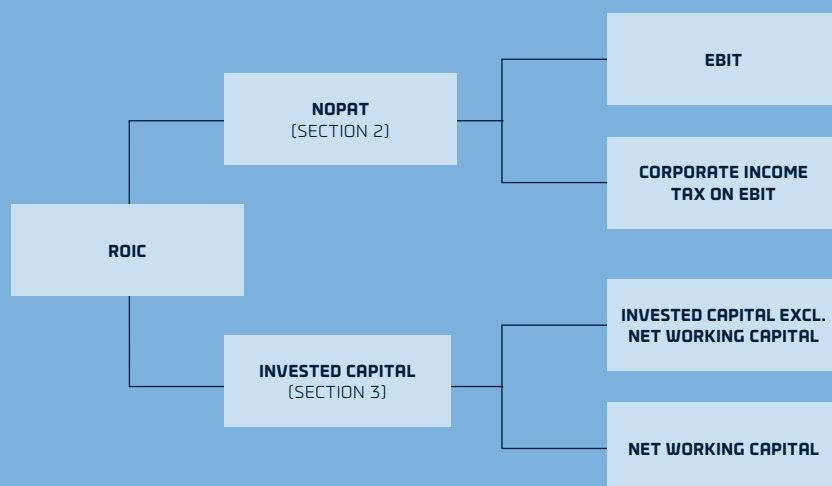 EBIT
NOPAT
(SECTION 2)
CORPORATE INCOME
TAX ON EBIT
ROIC
INVESTED CAPITAL EXCL.
NET WORKING CAPITAL
INVESTED CAPITAL
(SECTION 3)
NET WORKING CAPITAL